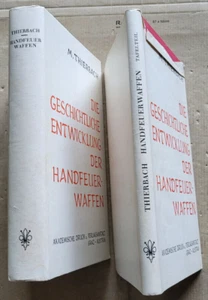 THIERBACH
HANDFEUER
WAFFEN
M. THIERBACH
DIE
GESCHICHTLICHE
ENTWICKLUNG
DER
HANDFEUER
WAFFEN
AKADEMISCHE DRUCK- u. VERLAGSANSTALT
GRAZ - AUSTRIA
THIERBACH HANDFEUERWAFFEN
TAFELTEIL
DIE
GESCHICHTLICHE
ENTWICKLUNG
DER
HANDFEUER
WAFFEN
AKADEMISCHE DRUCK- u. VERLAGSANSTALT
GRAZ - AUSTRIA